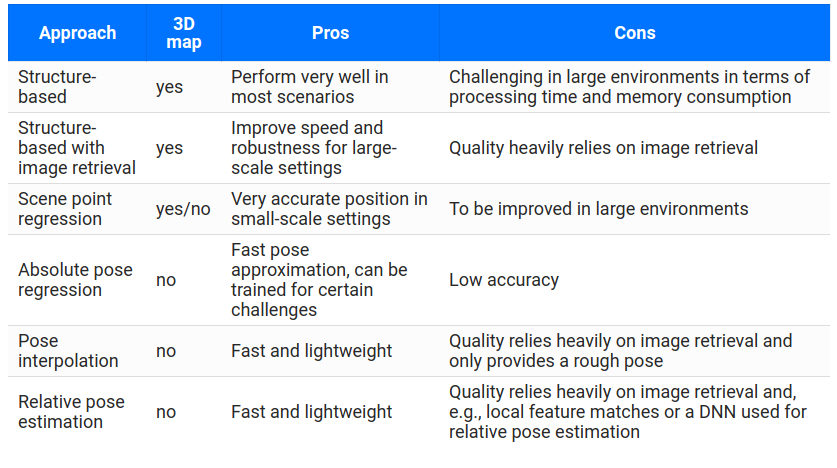 Approach
3D
map
Pros
Cons
Structure-
based
yes
Perform very well in
most scenarios
Challenging in large environments in terms of
processing time and memory consumption
Structure-
based with
image retrieval
yes
Improve speed and
robustness for large-
scale settings
Quality heavily relies on image retrieval
Scene point
regression
yes/no
Very accurate position in
small-scale settings
To be improved in large environments
Absolute pose
regression
no
Fast pose
approximation, can be
trained for certain
challenges
Low accuracy
Pose
interpolation
no
Fast and lightweight
Quality relies heavily on image retrieval and
only provides a rough pose
Relative pose
estimation
no
Fast and lightweight
Quality relies heavily on image retrieval and,
e.g., local feature matches or a DNN used for
relative pose estimation